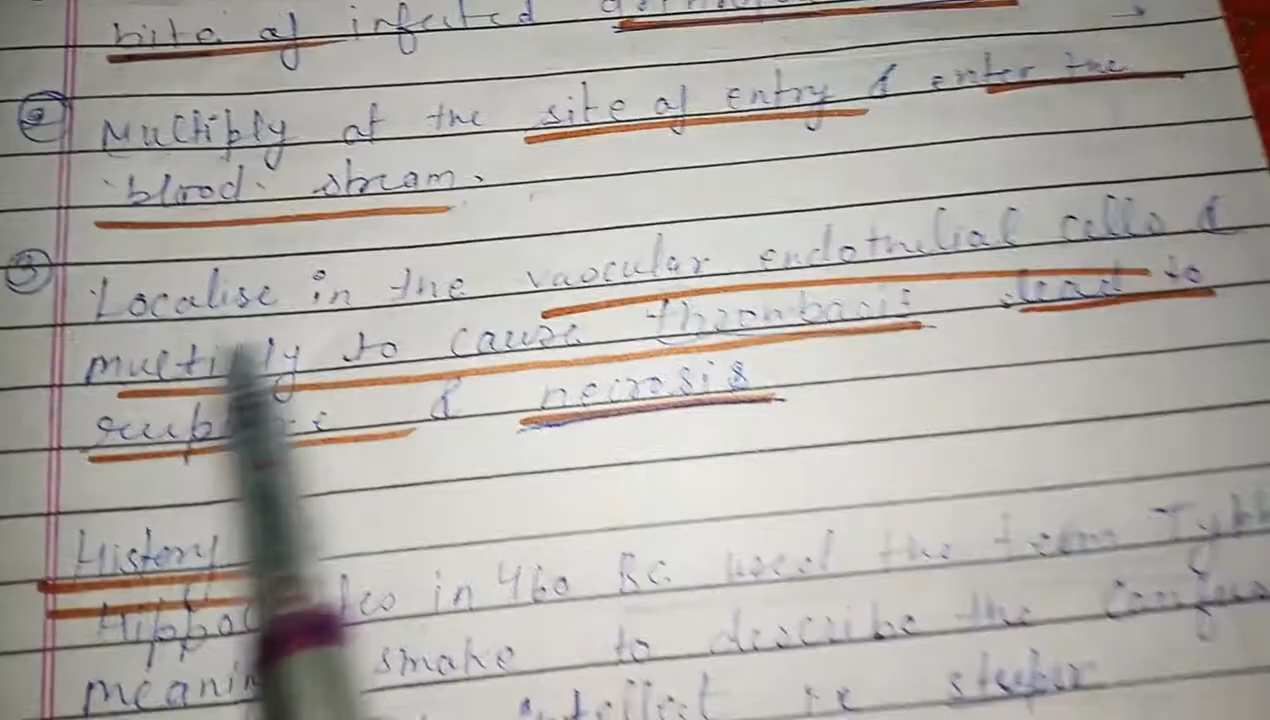 bite of infected
② Multiply at the site of entry & enter the
blood stream.
③ Localise in the vascular endothelial cells &
multiply to cause thrombosis lead to
& necrosis
History
in 460 BC used the term
smoke to describe the
intellect ie stupor